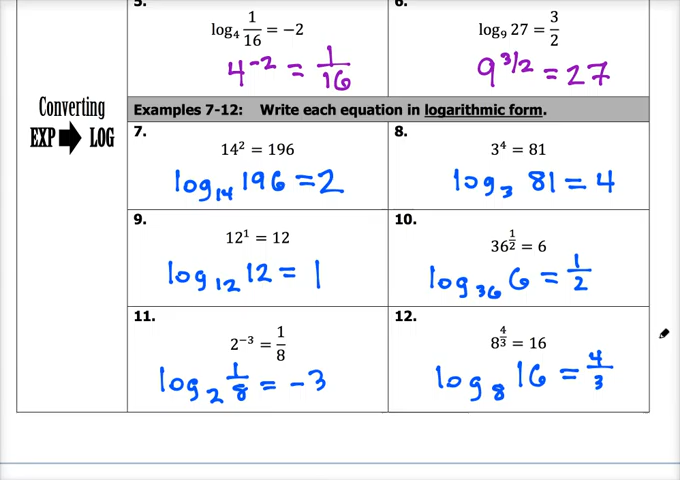 5.
log₄ 1/16 = −2
4⁻² = 1/16
6.
log₉ 27 = 3/2
9^3/2 = 27
Converting
EXP ➡ LOG
Examples 7-12: Write each equation in logarithmic form.
7.
14² = 196
log₁₄ 196 = 2
8.
3⁴ = 81
log₃ 81 = 4
9.
12¹ = 12
log₁₂ 12 = 1
10.
36^1/2 = 6
log₃₆ 6 = 1/2
11.
2⁻³ = 1/8
log₂ 1/8 = −3
12.
8^4/3 = 16
log₈ 16 = 4/3